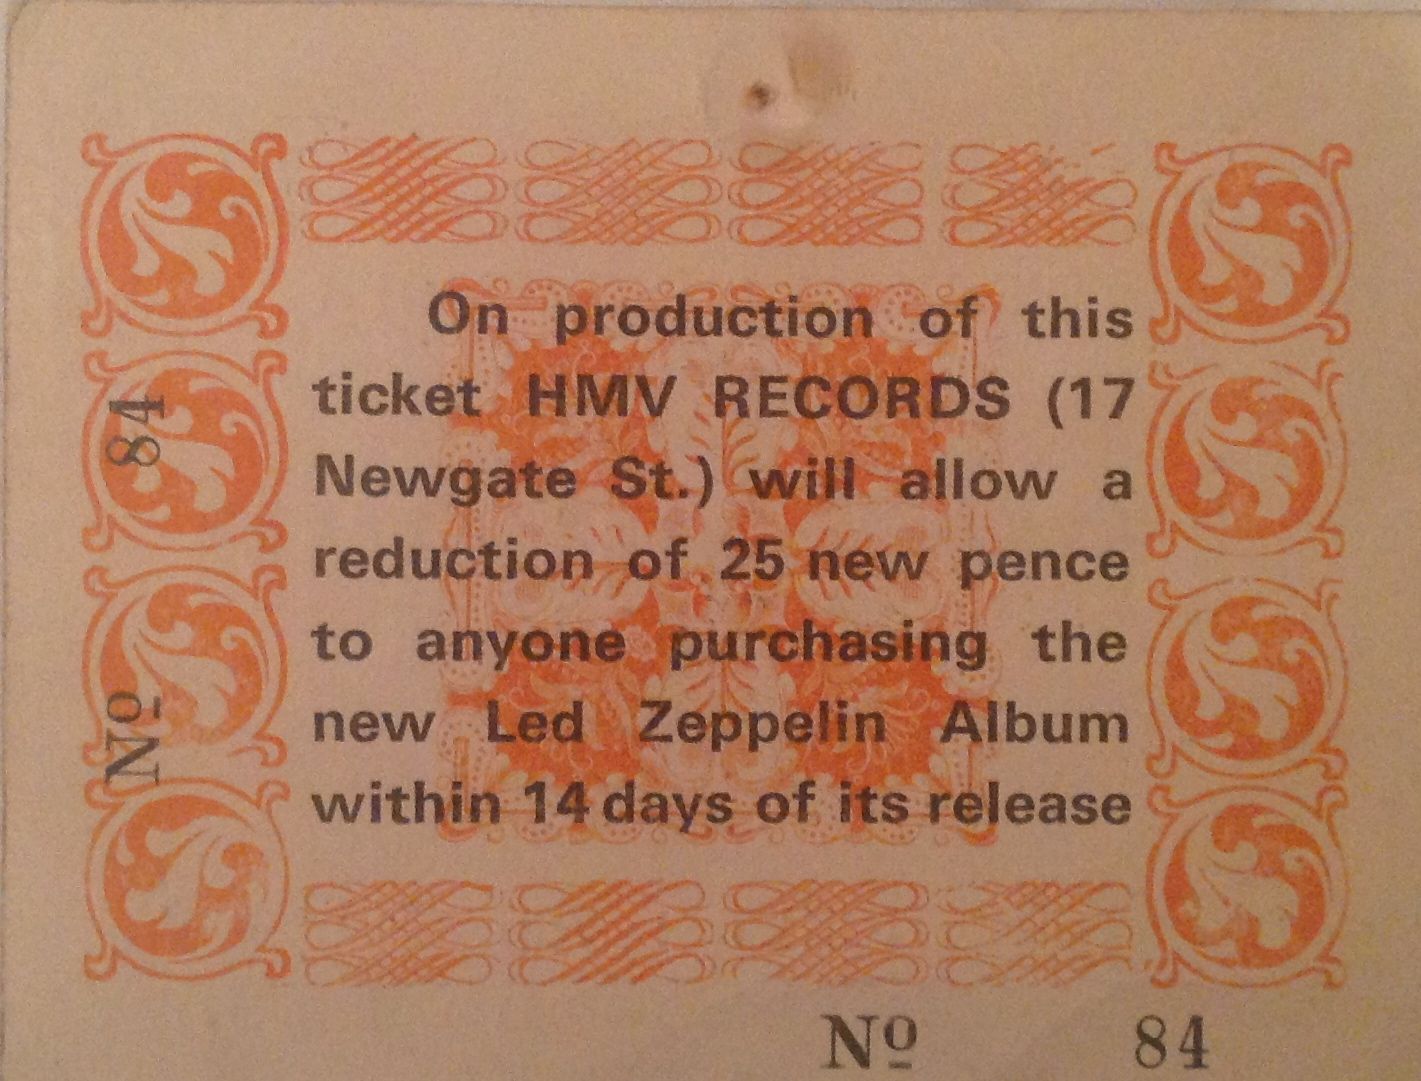 On production of this
ticket HMV RECORDS (17
Newgate St.) will allow a
reduction of 25 new pence
to anyone purchasing the
new Led Zeppelin Album
within 14 days of its release
Nº 84
Nº 84